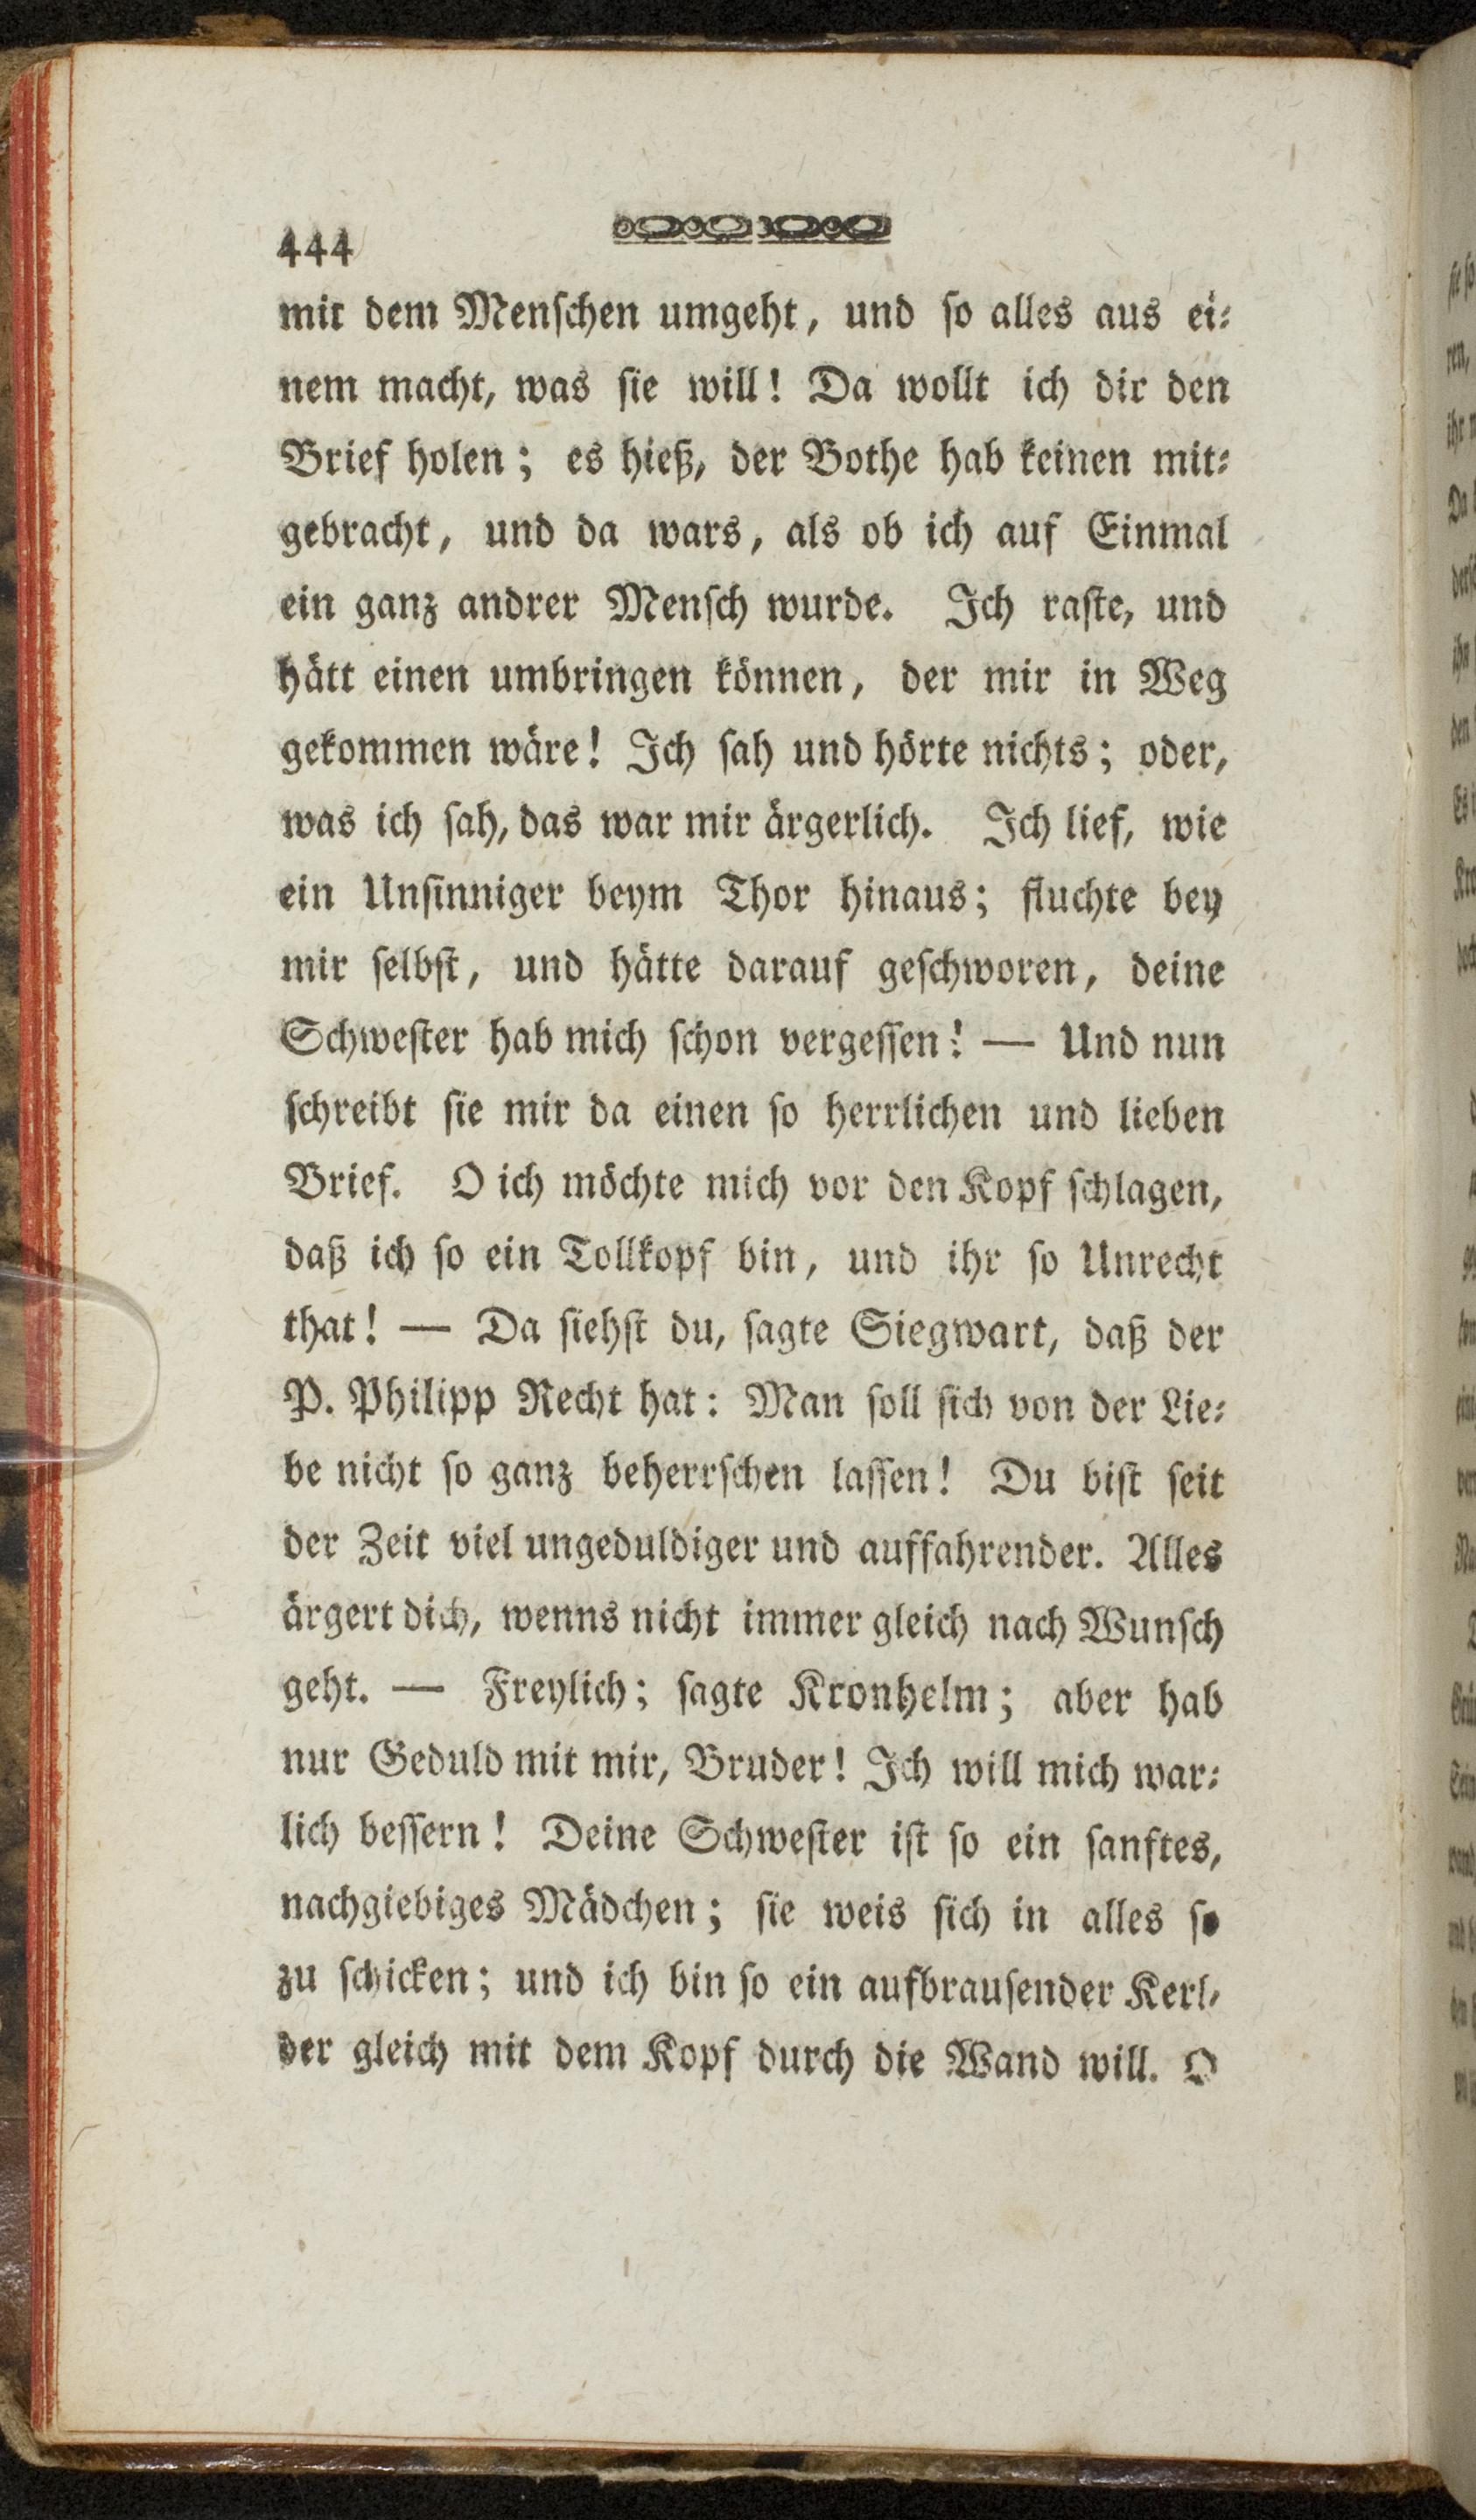 444
mit dem Menſchen umgeht, und ſo alles aus ei⸗
nem macht, was ſie will! Da wollt ich dir den
Brief holen; es hieß, der Bothe hab keinen mit⸗
gebracht, und da wars, als ob ich auf Einmal
ein ganz andrer Menſch wurde. Ich raſte, und
hätt einen umbringen können, der mir in Weg
gekommen wäre! Ich ſah und hörte nichts; oder,
was ich ſah, das war mir ärgerlich. Ich lief, wie
ein Unſinniger beym Thor hinaus; fluchte bey
mir ſelbſt, und hätte darauf geſchworen, deine
Schweſter hab mich ſchon vergeſſen! — Und nun
ſchreibt ſie mir da einen ſo herrlichen und lieben
Brief. O ich möchte mich vor den Kopf ſchlagen,
daß ich ſo ein Tollkopf bin, und ihr ſo Unrecht
that! — Da ſiehſt du, ſagte Siegwart, daß der
P. Philipp Recht hat: Man ſoll ſich von der Lie⸗
be nicht ſo ganz beherrſchen laſſen! Du biſt ſeit
der Zeit viel ungeduldiger und auffahrender. Alles
ärgert dich, wenns nicht immer gleich nach Wunſch
geht. — Freylich; ſagte Kronhelm; aber hab
nur Geduld mit mir, Bruder! Ich will mich war⸗
lich beſſern! Deine Schweſter iſt ſo ein ſanftes,
nachgiebiges Mädchen; ſie weis ſich in alles ſo
zu ſchicken; und ich bin ſo ein aufbrauſender Kerl,
der gleich mit dem Kopf durch die Wand will. O